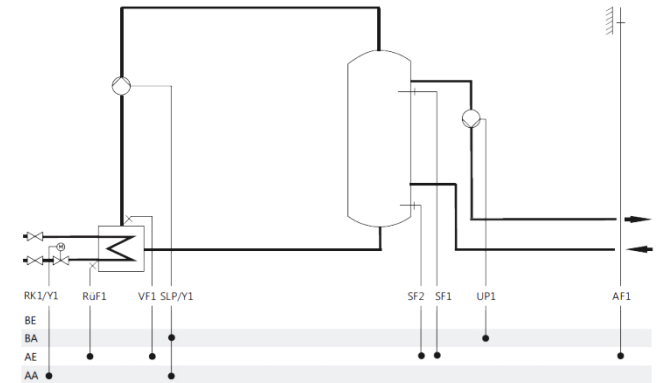 M
RK1/Y1 RüF1 VF1 SLP/Y1 SF2 SF1 UP1 AF1
BE
BA
AE
AA